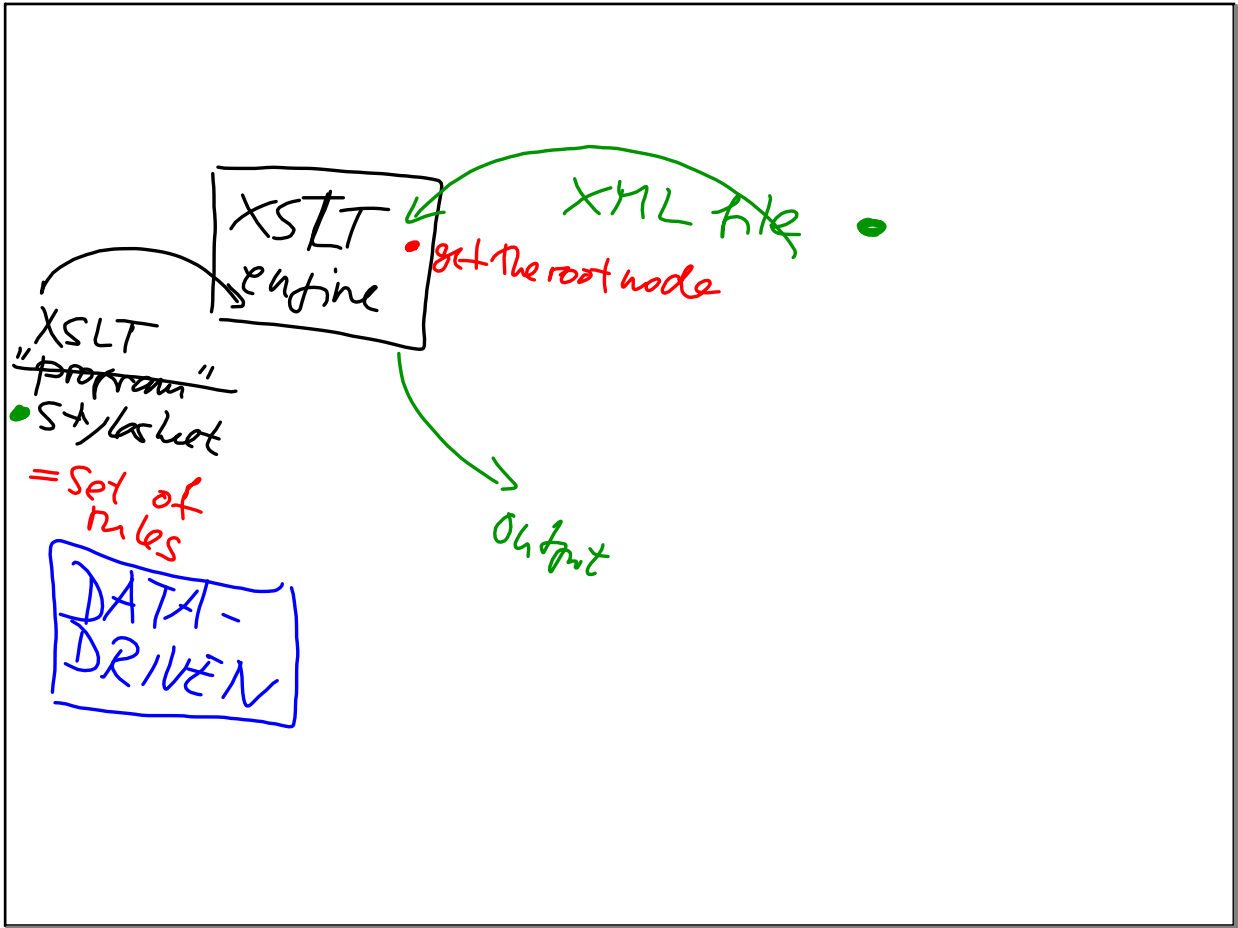 XSLT
engine
XML file
• get the root node
XSLT
"program"
• Stylesheet
= Set of
rules
DATA-
DRIVEN
Output